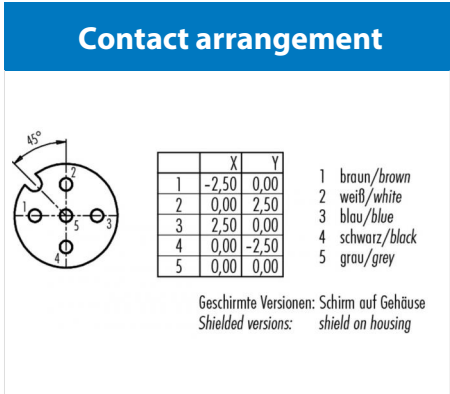 Contact arrangement
45°
2
1
5
3
4
X Y
1 -2,50 0,00
2 0,00 2,50
3 2,50 0,00
4 0,00 -2,50
5 0,00 0,00
1 braun/brown
2 weiß/white
3 blau/blue
4 schwarz/black
5 grau/grey
Geschirmte Versionen: Schirm auf Gehäuse
Shielded versions: shield on housing